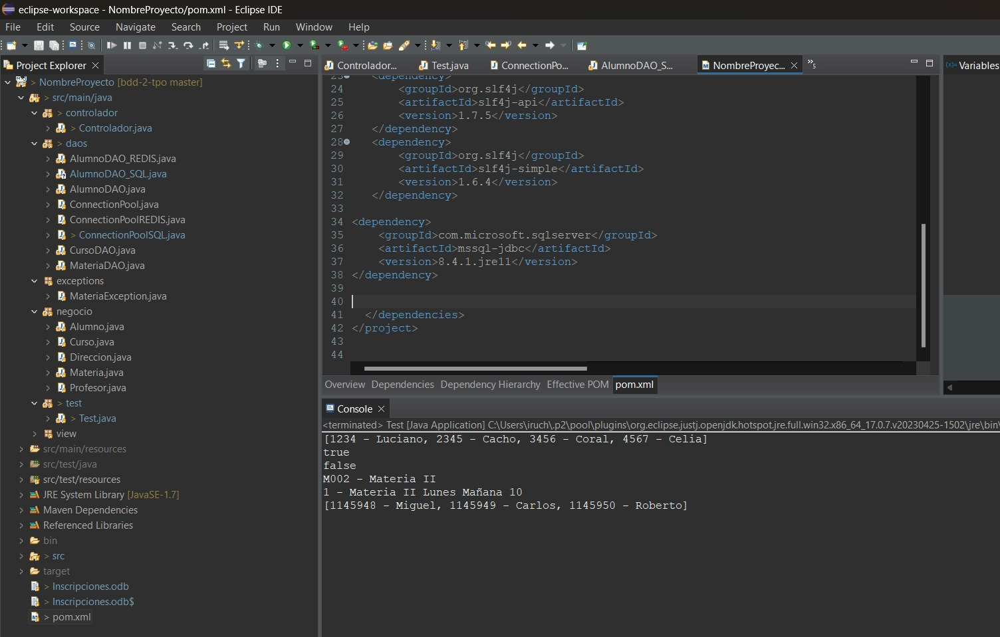 eclipse-workspace - NombreProyecto/pom.xml - Eclipse IDE
File Edit Source Navigate Search Project Run Window Help
Project Explorer
> NombreProyecto [bdd-2-tpo master]
> src/main/java
> controlador
> Controlador.java
> daos
AlumnoDAO_REDIS.java
AlumnoDAO_SQL.java
AlumnoDAO.java
ConnectionPool.java
ConnectionPoolREDIS.java
> ConnectionPoolSQL.java
CursoDAO.java
MateriaDAO.java
exceptions
MateriaException.java
negocio
Alumno.java
Curso.java
Direccion.java
Materia.java
Profesor.java
> test
> Test.java
view
src/main/resources
src/test/java
src/test/resources
JRE System Library [JavaSE-1.7]
Maven Dependencies
Referenced Libraries
bin
> src
target
> Inscripciones.odb
> Inscripciones.odb$
> pom.xml
Controlador... Test.java ConnectionPo... AlumnoDAO_S... NombreProyec... »5
23 <dependency>
24 <groupId>org.slf4j</groupId>
25 <artifactId>slf4j-api</artifactId>
26 <version>1.7.5</version>
27 </dependency>
28 <dependency>
29 <groupId>org.slf4j</groupId>
30 <artifactId>slf4j-simple</artifactId>
31 <version>1.6.4</version>
32 </dependency>
33
34 <dependency>
35 <groupId>com.microsoft.sqlserver</groupId>
36 <artifactId>mssql-jdbc</artifactId>
37 <version>8.4.1.jre11</version>
38 </dependency>
39
40
41 </dependencies>
42 </project>
43
44
Overview Dependencies Dependency Hierarchy Effective POM pom.xml
Console
<terminated> Test [Java Application] C:\Users\iruch\.p2\pool\plugins\org.eclipse.justj.openjdk.hotspot.jre.full.win32.x86_64_17.0.7.v20230425-1502\jre\bin\
[1234 - Luciano, 2345 - Cacho, 3456 - Coral, 4567 - Celia]
true
false
M002 - Materia II
1 - Materia II Lunes Mañana 10
[1145948 - Miguel, 1145949 - Carlos, 1145950 - Roberto]
(x)= Variables